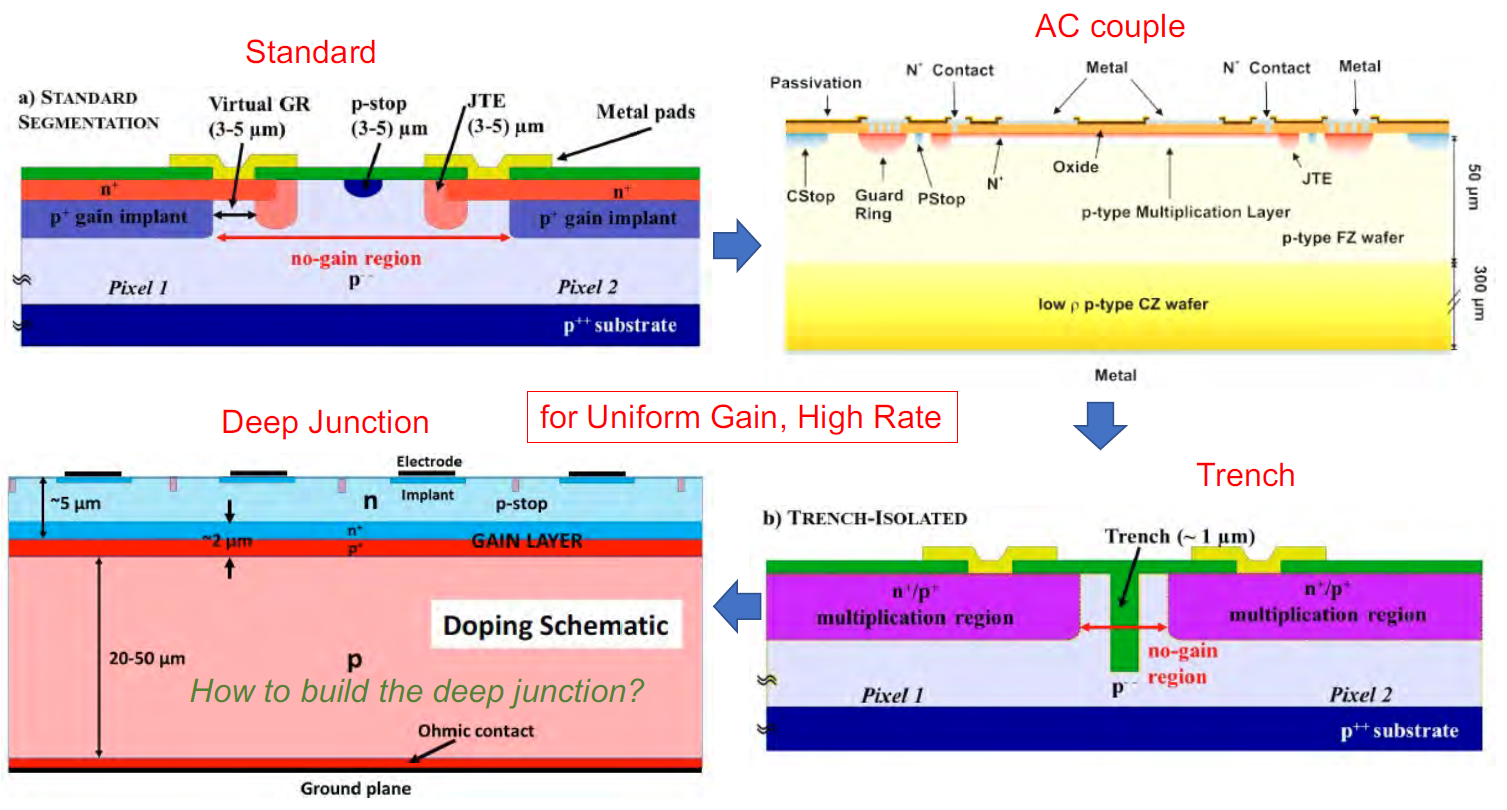 Standard
a) STANDARD
SEGMENTATION
Virtual GR
(3-5 μm)
p-stop
(3-5) μm
JTE
(3-5) μm
Metal pads
n+
n+
p+ gain implant
p+ gain implant
no-gain region
p--
Pixel 1
Pixel 2
p++ substrate
AC couple
Passivation
N+ Contact
Metal
N+ Contact
Metal
CStop
Guard
Ring
PStop
N+
Oxide
p-type Multiplication Layer
JTE
p-type FZ wafer
50 μm
low ρ p-type CZ wafer
300 μm
Metal
for Uniform Gain, High Rate
Deep Junction
Electrode
Implant
~5 μm
n
p-stop
~2 μm
n+
p+
GAIN LAYER
Doping Schematic
20-50 μm
p
How to build the deep junction?
Ohmic contact
Ground plane
Trench
b) TRENCH-ISOLATED
Trench (~ 1 μm)
n+/p+
multiplication region
n+/p+
multiplication region
no-gain
region
p--
Pixel 1
Pixel 2
p++ substrate